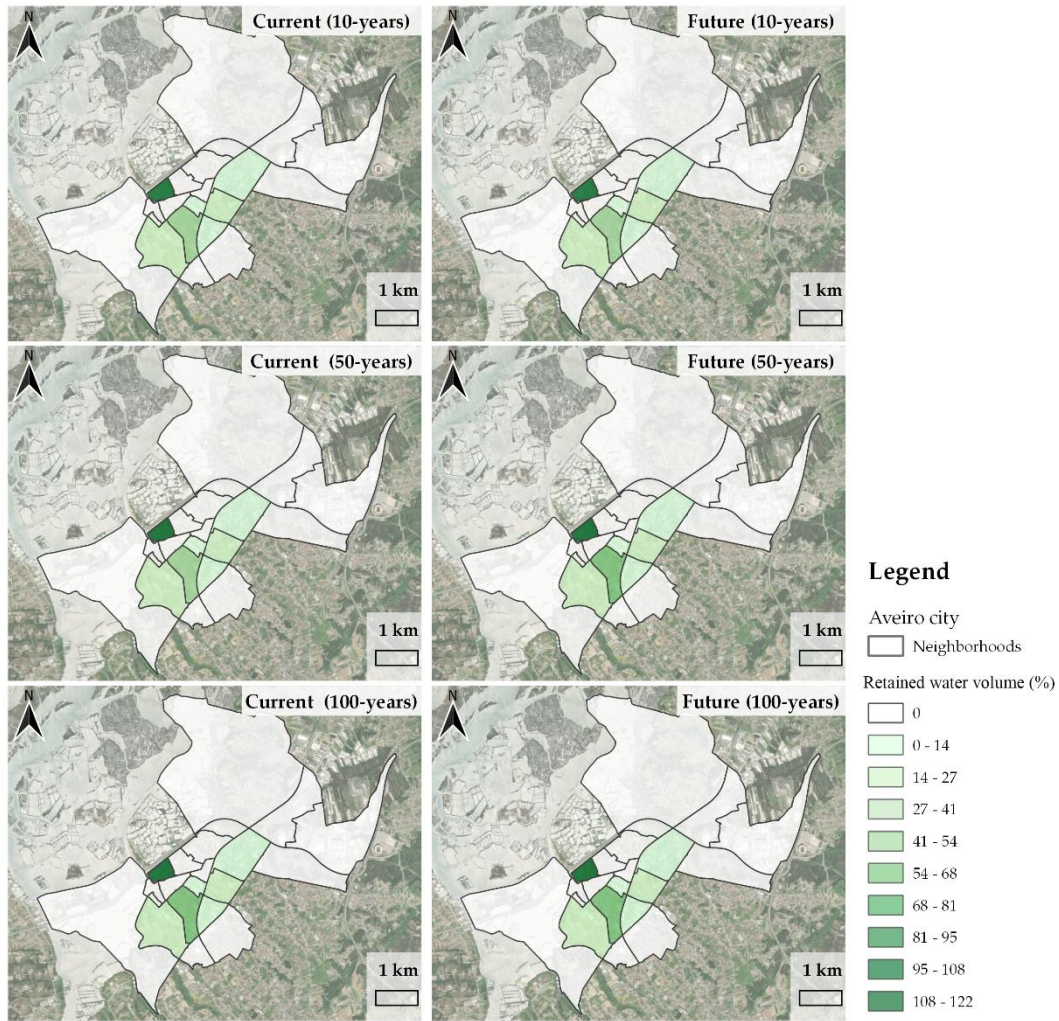 N
Current (10-years)
1 km
N
Future (10-years)
1 km
N
Current (50-years)
1 km
N
Future (50-years)
1 km
N
Current (100-years)
1 km
N
Future (100-years)
1 km
Legend
Aveiro city
Neighborhoods
Retained water volume (%)
0
0 - 14
14 - 27
27 - 41
41 - 54
54 - 68
68 - 81
81 - 95
95 - 108
108 - 122